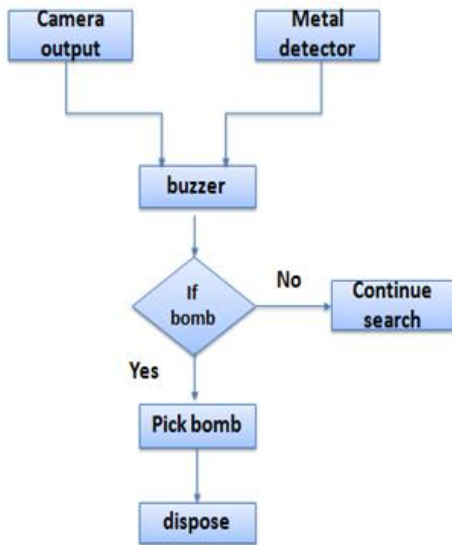 Camera
output
Metal
detector
buzzer
If
bomb
No
Continue
search
Yes
Pick bomb
dispose